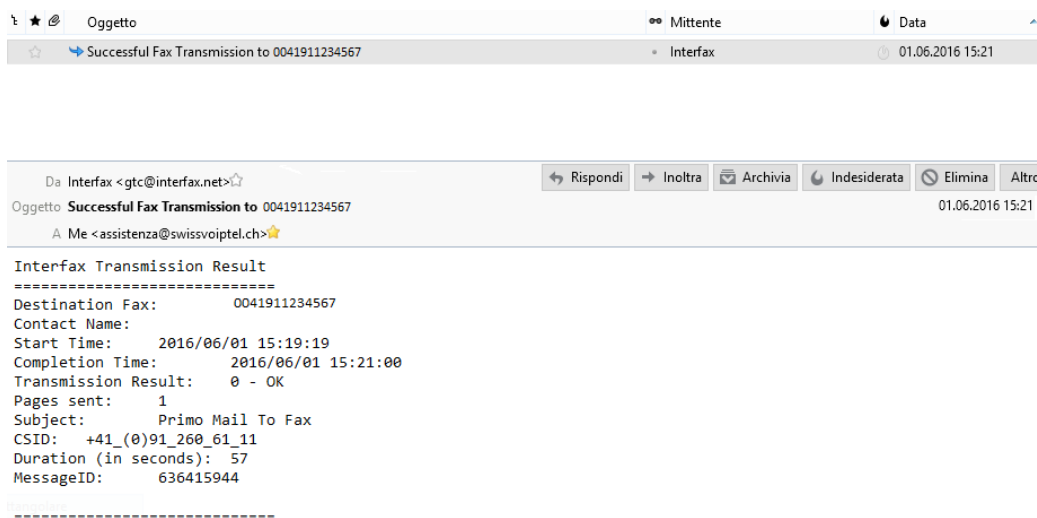 Oggetto Mittente Data
Successful Fax Transmission to 0041911234567 Interfax 01.06.2016 15:21
Da Interfax <gtc@interfax.net> Rispondi Inoltra Archivia Indesiderata Elimina Altro
Oggetto Successful Fax Transmission to 0041911234567 01.06.2016 15:21
A Me <assistenza@swissvoiptel.ch>
Interfax Transmission Result
=============================
Destination Fax: 0041911234567
Contact Name:
Start Time: 2016/06/01 15:19:19
Completion Time: 2016/06/01 15:21:00
Transmission Result: 0 - OK
Pages sent: 1
Subject: Primo Mail To Fax
CSID: +41_(0)91_260_61_11
Duration (in seconds): 57
MessageID: 636415944
=============================